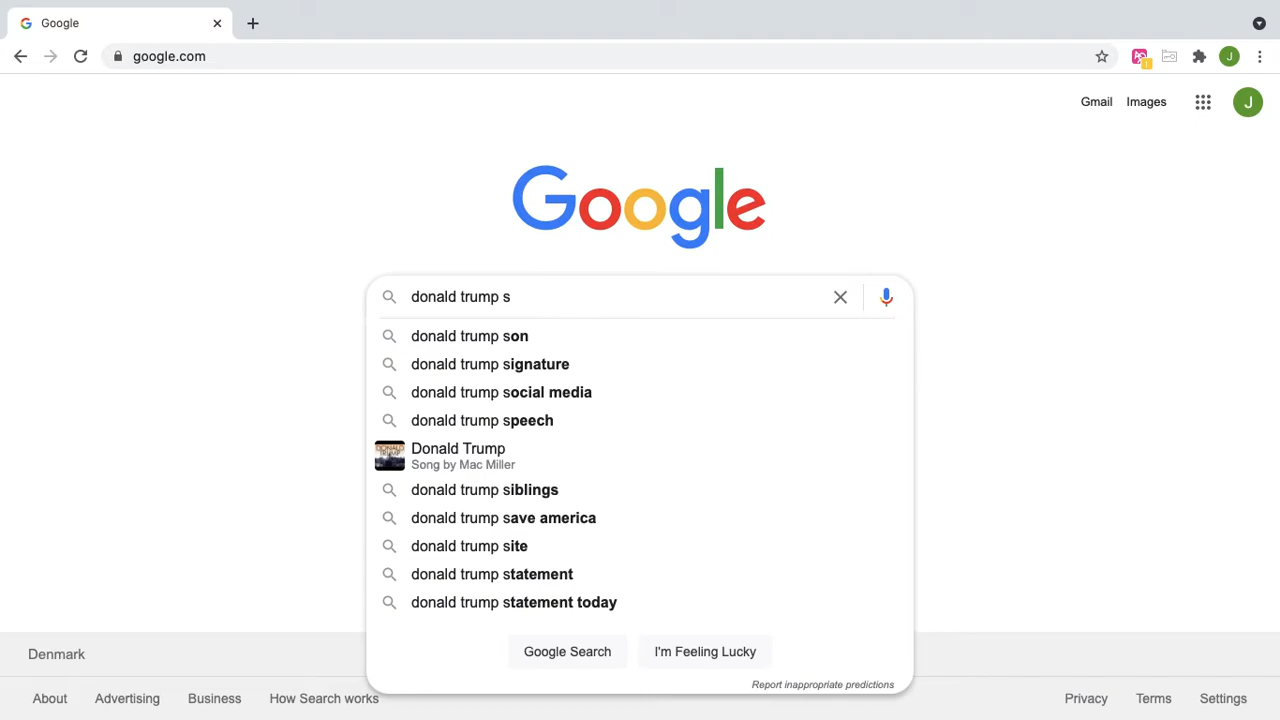 Google
google.com
J
Gmail Images
J
Google
donald trump s
donald trump son
donald trump signature
donald trump social media
donald trump speech
Donald Trump
Song by Mac Miller
donald trump siblings
donald trump save america
donald trump site
donald trump statement
donald trump statement today
Google Search I'm Feeling Lucky
Report inappropriate predictions
Denmark
About Advertising Business How Search works Privacy Terms Settings